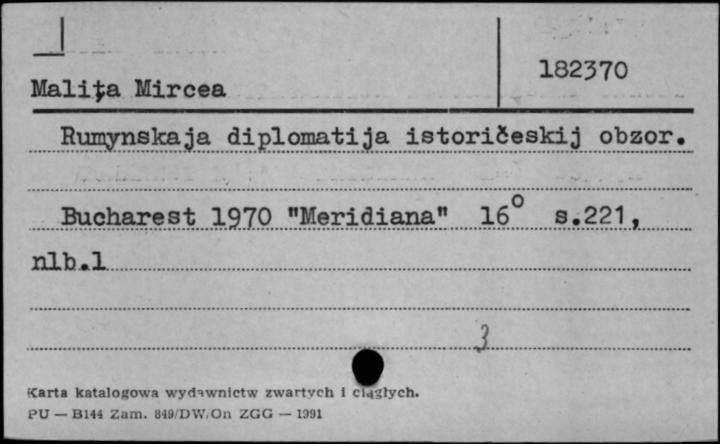 182370
Malița Mircea
Rumynskaja diplomatija istoričeskij obzor.
Bucharest 1970 "Meridiana" 16° s.221,
nlb.1
3
Karta katalogowa wydawnictw zwartych i ciągłych.
PU — B144 Zam. 849/DW/On ZGG — 1991